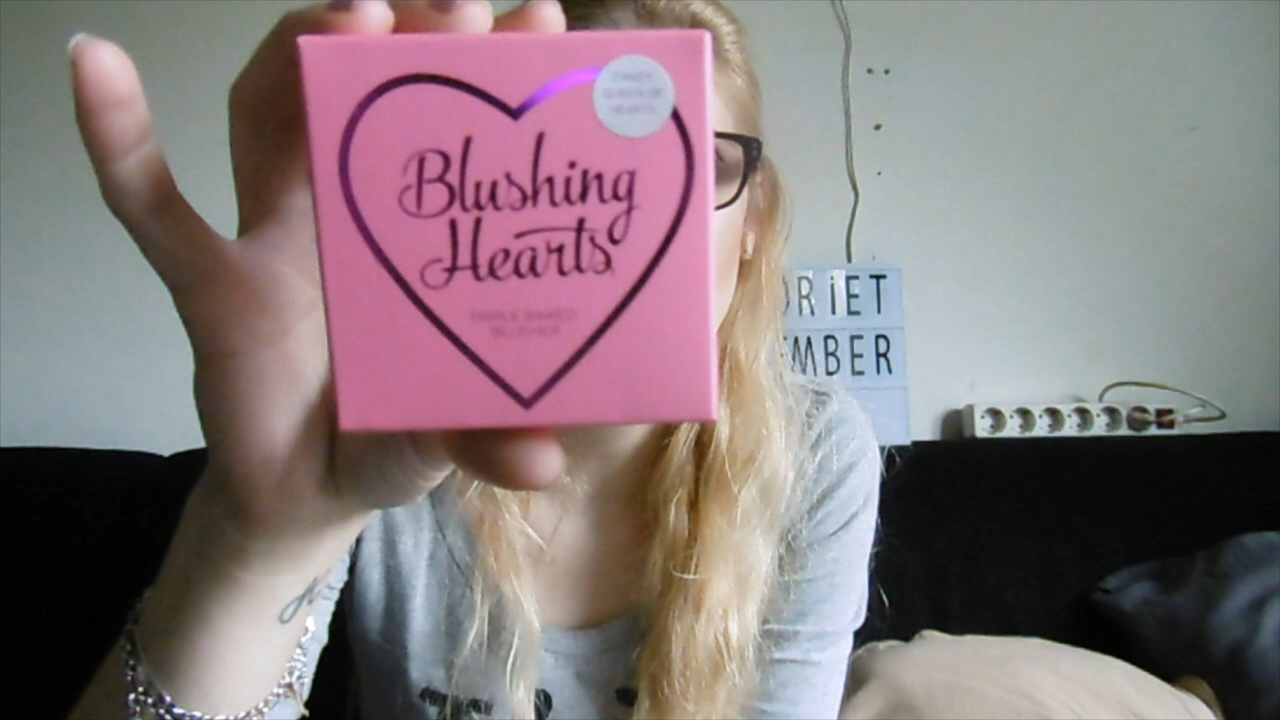 CANDY
QUEEN OF
HEARTS
Blushing
Hearts
TRIPLE BAKED
BLUSHER
RIET
MBER